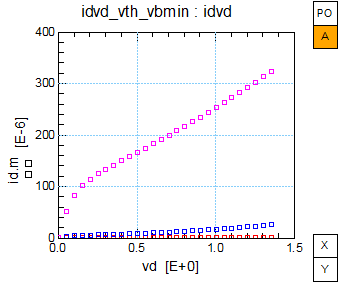 idvd_vth_vbmin : idvd
PO
A
400
300
200
100
0
id.m [E-6]
0.0
0.5
1.0
1.5
vd [E+0]
X
Y